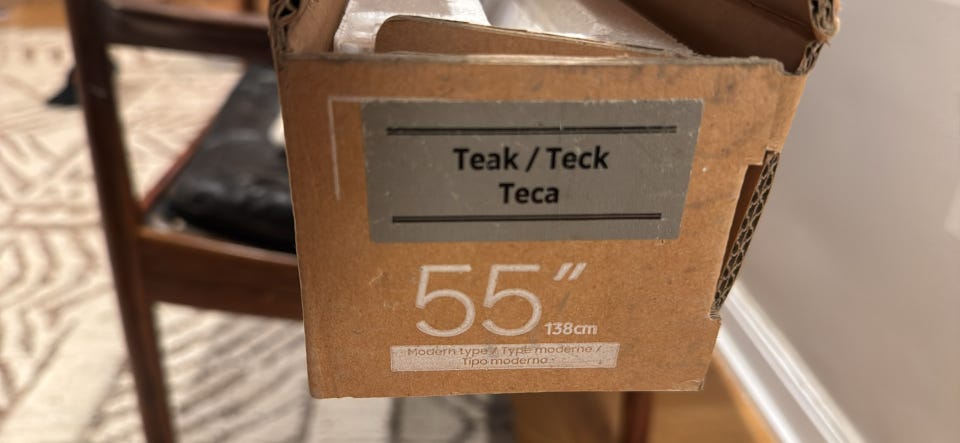 Teak / Teck
Teca
55"
138cm
Modern type / Type moderne /
Tipo moderno